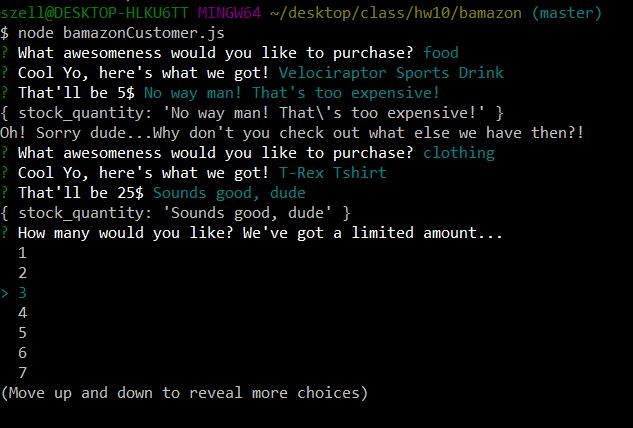 szell@DESKTOP-HLKU6TT MINGW64 ~/desktop/class/hw10/bamazon (master)
$ node bamazonCustomer.js
? What awesomeness would you like to purchase? food
? Cool Yo, here's what we got! Velociraptor Sports Drink
? That'll be 5$ No way man! That's too expensive!
{ stock_quantity: 'No way man! That\'s too expensive!' }
Oh! Sorry dude...Why don't you check out what else we have then?!
? What awesomeness would you like to purchase? clothing
? Cool Yo, here's what we got! T-Rex Tshirt
? That'll be 25$ Sounds good, dude
{ stock_quantity: 'Sounds good, dude' }
? How many would you like? We've got a limited amount...
1
2
> 3
4
5
6
7
(Move up and down to reveal more choices)